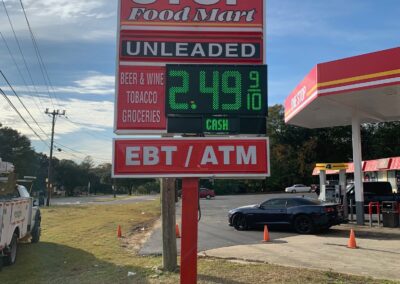 Food Mart
UNLEADED
BEER & WINE
TOBACCO
GROCERIES
2.49 9/10
CASH
EBT / ATM